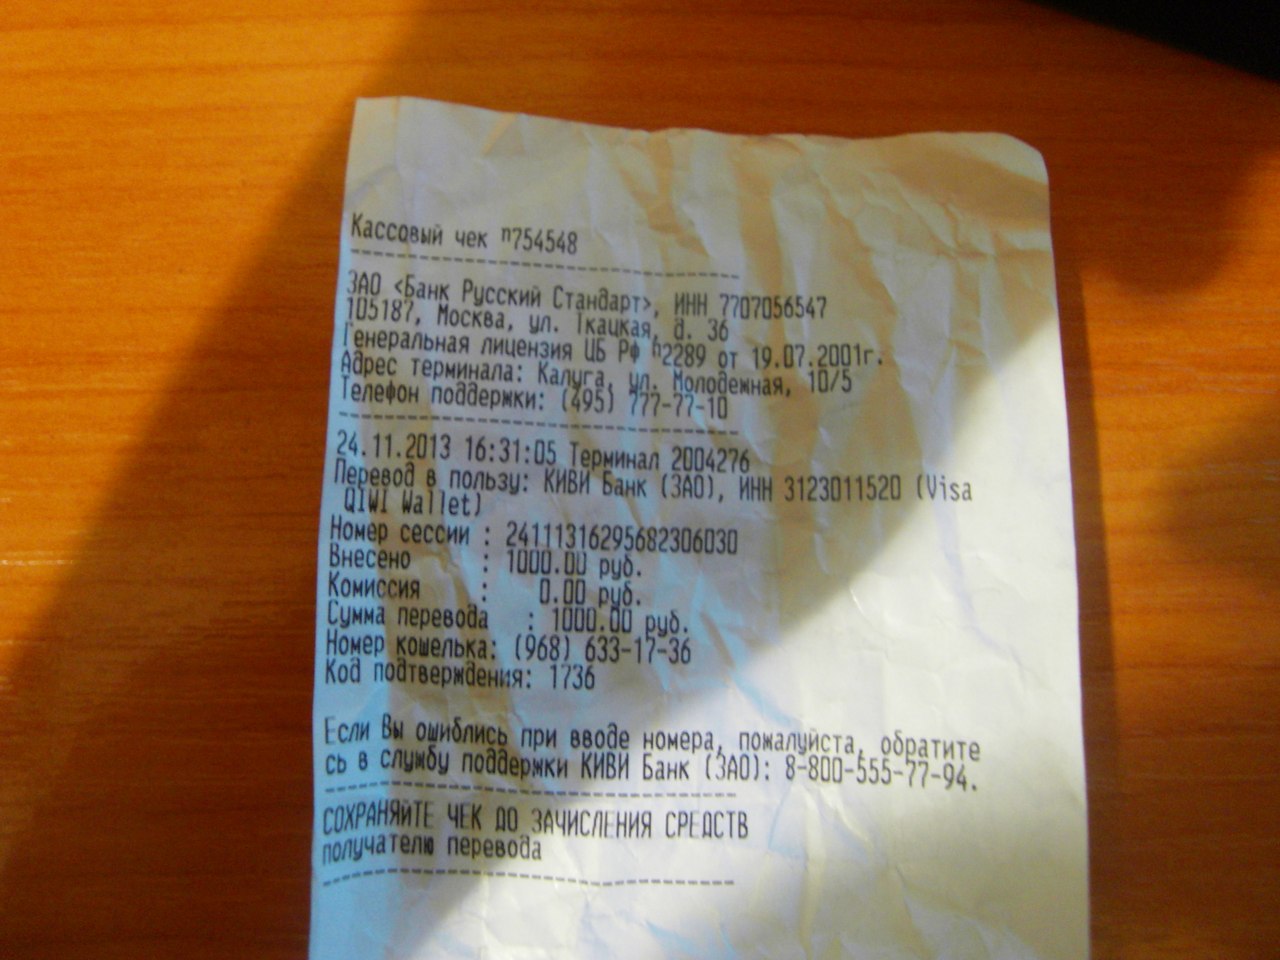 Кассовый чек n754548
ЗАО <Банк Русский Стандарт>, ИНН 7707056547
105187, Москва, ул. Ткацкая, д. 36
Генеральная лицензия ЦБ РФ n2289 от 19.07.2001г.
Адрес терминала: Калуга, ул. Молодежная, 10/5
Телефон поддержки: (495) 777-77-10
24.11.2013 16:31:05 Терминал 2004276
Перевод в пользу: КИВИ Банк (ЗАО), ИНН 3123011520 (Visa
QIWI Wallet)
Номер сессии : 24111316295682306030
Внесено : 1000.00 руб.
Комиссия : 0.00 руб.
Сумма перевода : 1000.00 руб.
Номер кошелька: (968) 633-17-36
Код подтверждения: 1736
Если Вы ошиблись при вводе номера, пожалуйста, обратите
сь в службу поддержки КИВИ Банк (ЗАО): 8-800-555-77-94.
СОХРАНЯйТЕ ЧЕК ДО ЗАЧИСЛЕНИЯ СРЕДСТВ
получателю перевода